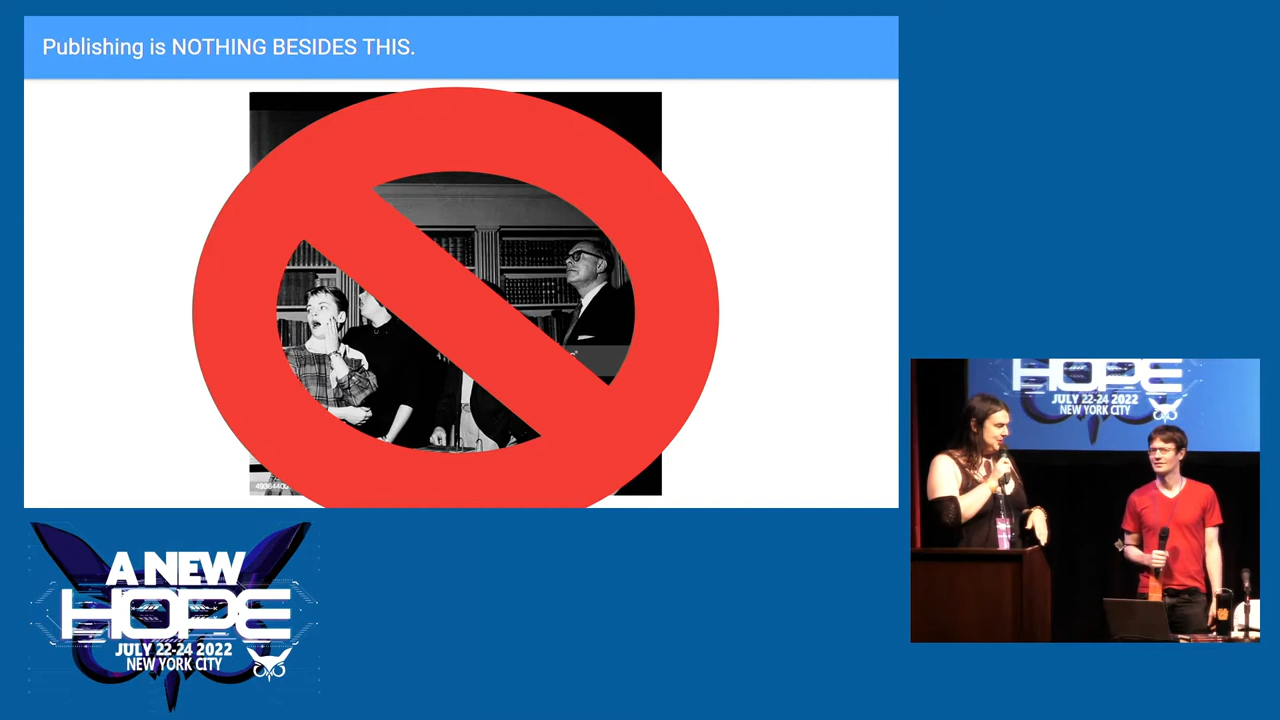 Publishing is NOTHING BESIDES THIS.
HOPE
JULY 22-24 2022
NEW YORK CITY
A NEW
HOPE
JULY 22-24 2022
NEW YORK CITY